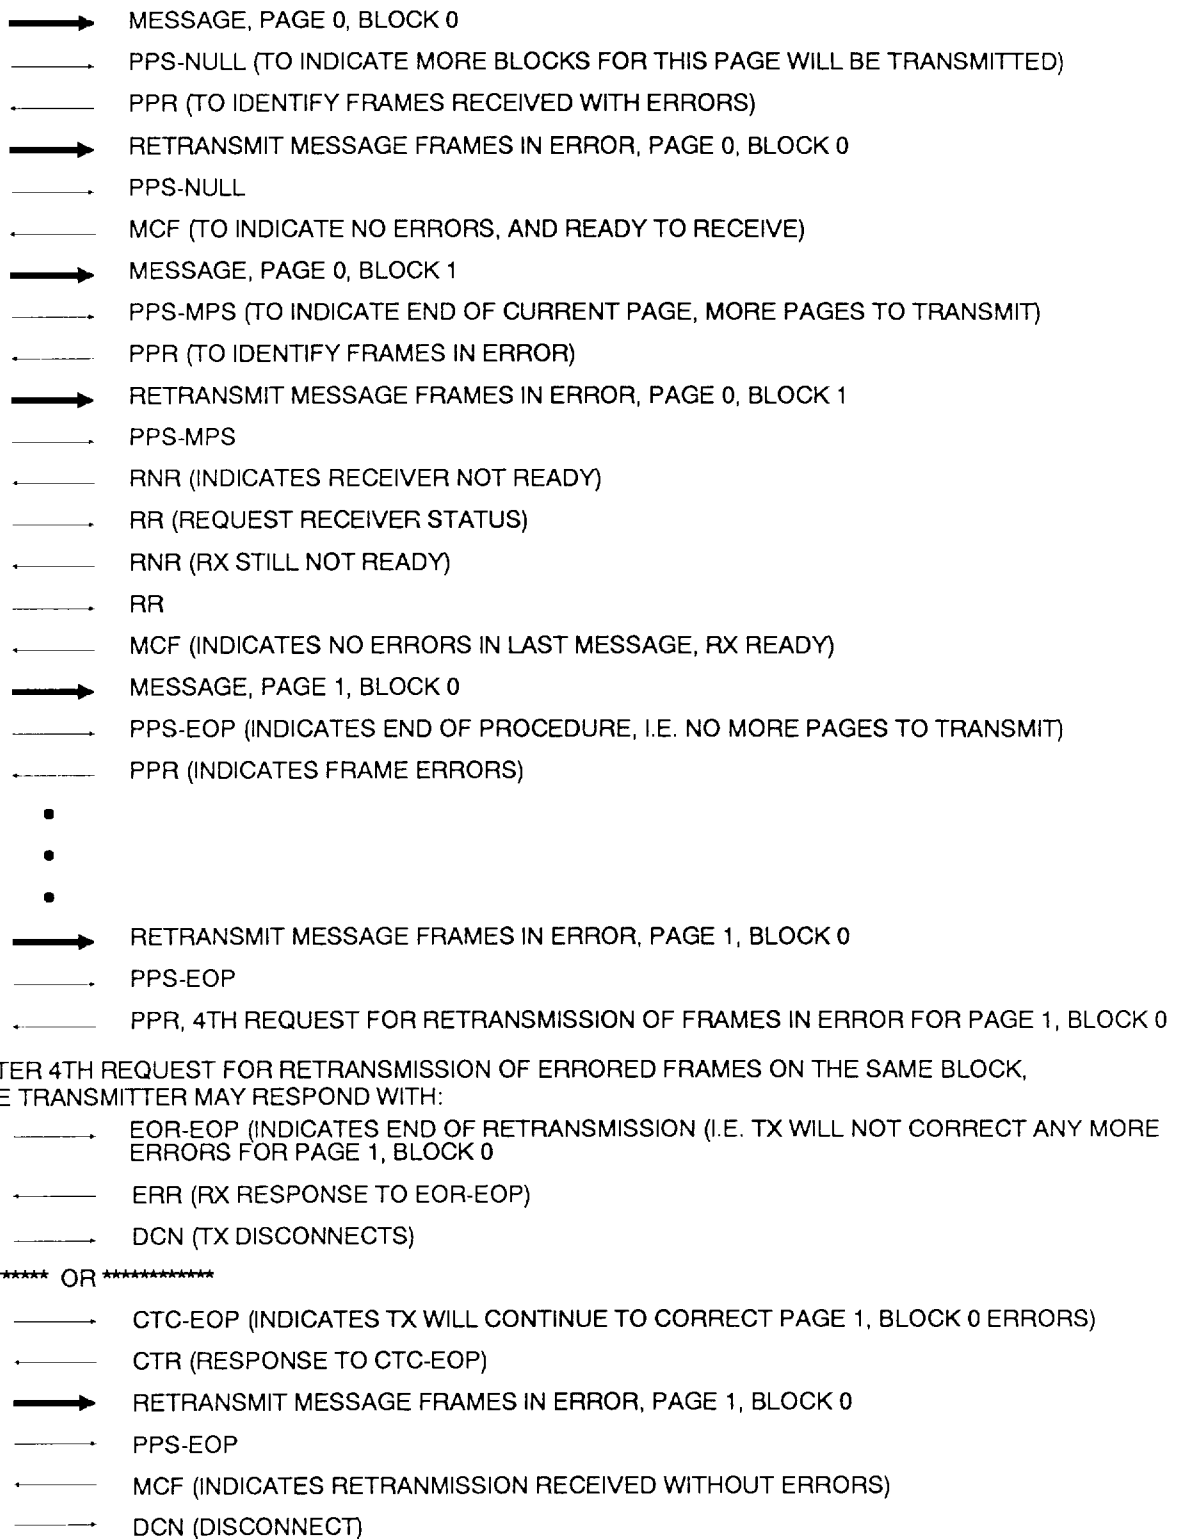 MESSAGE, PAGE 0, BLOCK 0
PPS-NULL (TO INDICATE MORE BLOCKS FOR THIS PAGE WILL BE TRANSMITTED)
PPR (TO IDENTIFY FRAMES RECEIVED WITH ERRORS)
RETRANSMIT MESSAGE FRAMES IN ERROR, PAGE 0, BLOCK 0
PPS-NULL
MCF (TO INDICATE NO ERRORS, AND READY TO RECEIVE)
MESSAGE, PAGE 0, BLOCK 1
PPS-MPS (TO INDICATE END OF CURRENT PAGE, MORE PAGES TO TRANSMIT)
PPR (TO IDENTIFY FRAMES IN ERROR)
RETRANSMIT MESSAGE FRAMES IN ERROR, PAGE 0, BLOCK 1
PPS-MPS
RNR (INDICATES RECEIVER NOT READY)
RR (REQUEST RECEIVER STATUS)
RNR (RX STILL NOT READY)
RR
MCF (INDICATES NO ERRORS IN LAST MESSAGE, RX READY)
MESSAGE, PAGE 1, BLOCK 0
PPS-EOP (INDICATES END OF PROCEDURE, I.E. NO MORE PAGES TO TRANSMIT)
PPR (INDICATES FRAME ERRORS)
RETRANSMIT MESSAGE FRAMES IN ERROR, PAGE 1, BLOCK 0
PPS-EOP
PPR, 4TH REQUEST FOR RETRANSMISSION OF FRAMES IN ERROR FOR PAGE 1, BLOCK 0
TER 4TH REQUEST FOR RETRANSMISSION OF ERRORED FRAMES ON THE SAME BLOCK,
E TRANSMITTER MAY RESPOND WITH:
EOR-EOP (INDICATES END OF RETRANSMISSION (I.E. TX WILL NOT CORRECT ANY MORE
ERRORS FOR PAGE 1, BLOCK 0
ERR (RX RESPONSE TO EOR-EOP)
DCN (TX DISCONNECTS)
***** OR ************
CTC-EOP (INDICATES TX WILL CONTINUE TO CORRECT PAGE 1, BLOCK 0 ERRORS)
CTR (RESPONSE TO CTC-EOP)
RETRANSMIT MESSAGE FRAMES IN ERROR, PAGE 1, BLOCK 0
PPS-EOP
MCF (INDICATES RETRANMISSION RECEIVED WITHOUT ERRORS)
DCN (DISCONNECT)